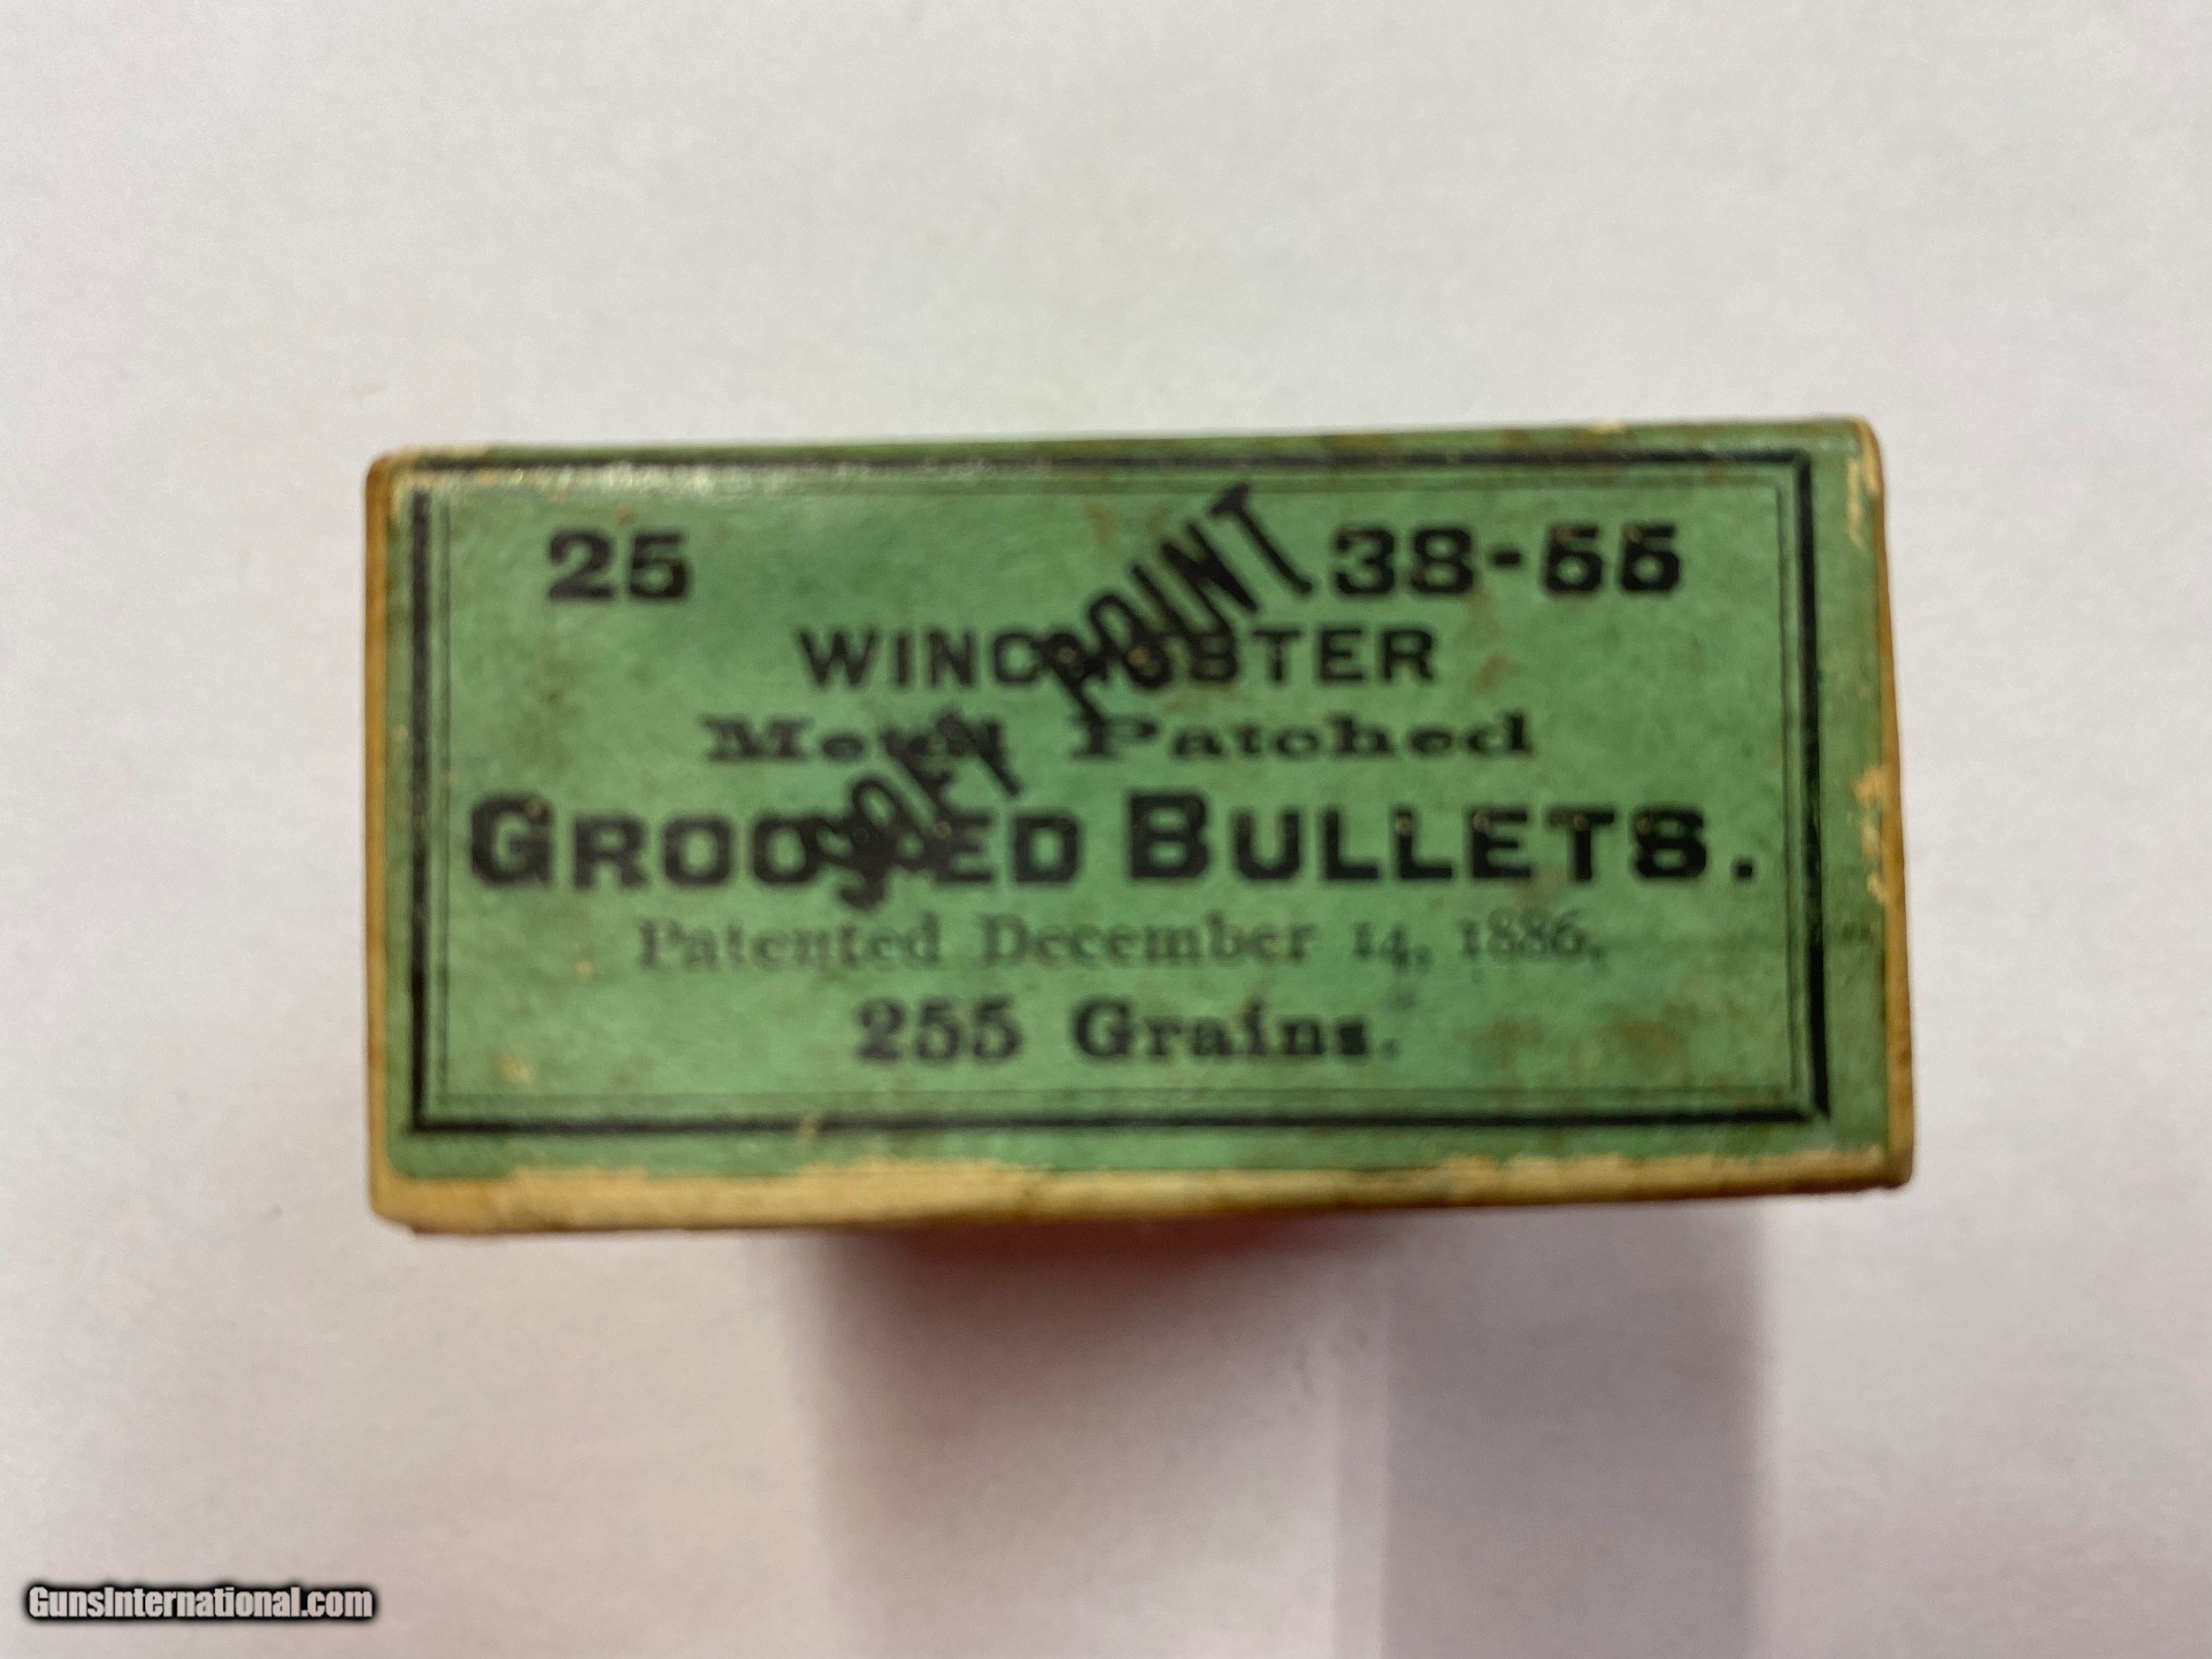 25 38-55
WINCHESTER
Metal Patched
GROOVED BULLETS.
Patented December 14, 1886.
255 Grains.
SOFT POINT
GunsInternational.com